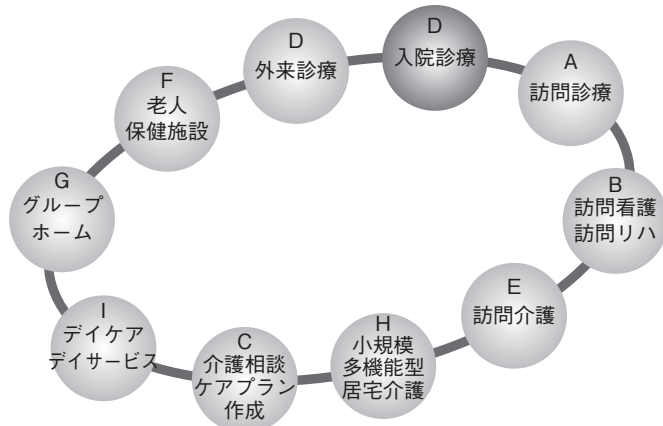 D
入院診療
A
訪問診療
B
訪問看護
訪問リハ
E
訪問介護
H
小規模
多機能型
居宅介護
C
介護相談
ケアプラン
作成
I
デイケア
デイサービス
G
グループ
ホーム
F
老人
保健施設
D
外来診療